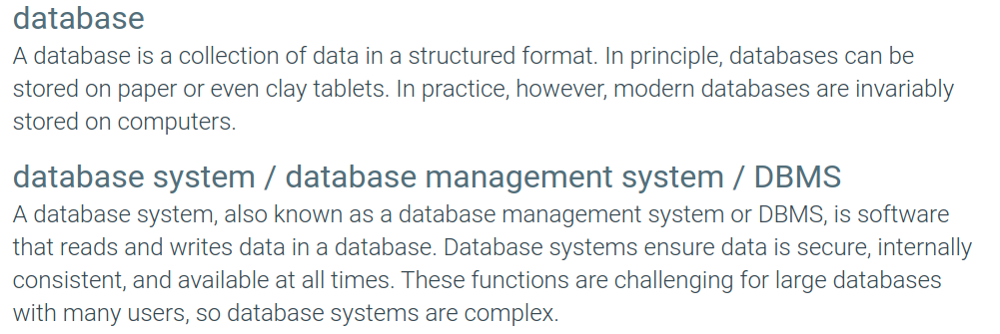 database
A database is a collection of data in a structured format. In principle, databases can be
stored on paper or even clay tablets. In practice, however, modern databases are invariably
stored on computers.
database system / database management system / DBMS
A database system, also known as a database management system or DBMS, is software
that reads and writes data in a database. Database systems ensure data is secure, internally
consistent, and available at all times. These functions are challenging for large databases
with many users, so database systems are complex.